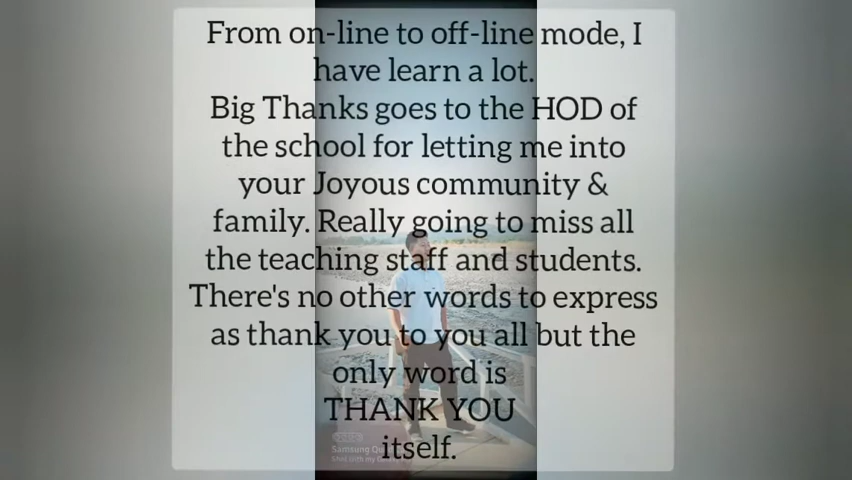 From on-line to off-line mode, I
have learn a lot.
Big Thanks goes to the HOD of
the school for letting me into
your Joyous community &
family. Really going to miss all
the teaching staff and students.
There's no other words to express
as thank you to you all but the
only word is
THANK YOU
itself.
Samsung Qu